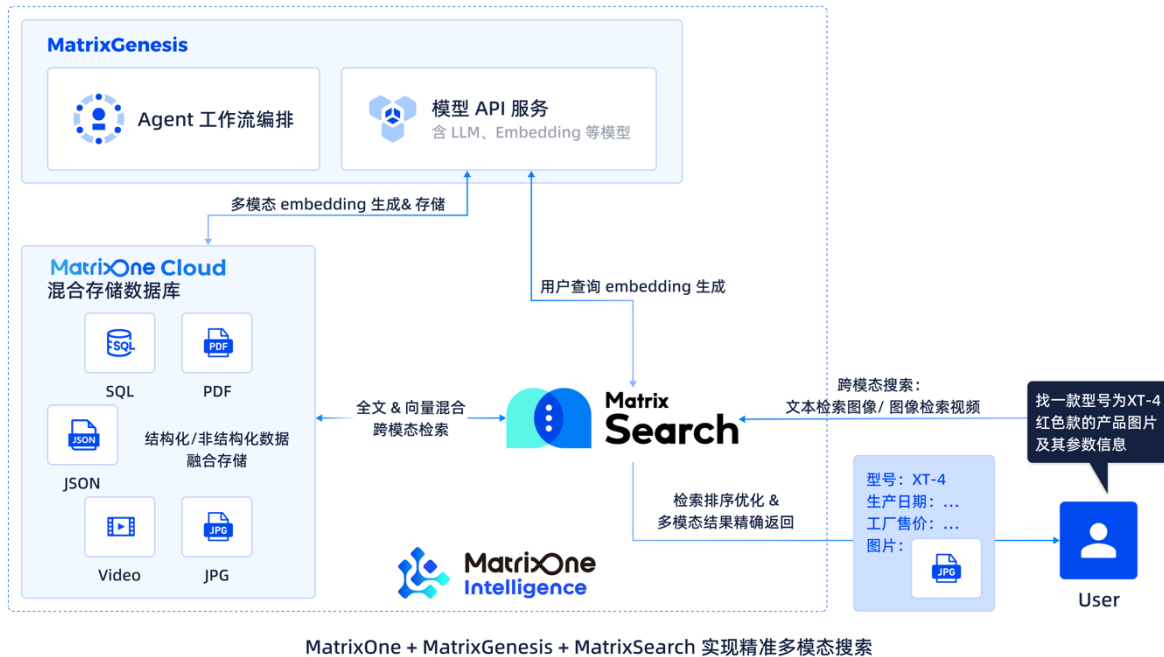 MatrixGenesis
Agent 工作流编排
模型 API 服务
含 LLM、Embedding 等模型
多模态 embedding 生成& 存储
MatrixOne Cloud
混合存储数据库
SQL
PDF
SQL
PDF
JSON
结构化/非结构化数据
融合存储
JSON
JPG
Video
JPG
用户查询 embedding 生成
全文 & 向量混合
跨模态检索
Matrix
Search
跨模态搜索：
文本检索图像/ 图像检索视频
找一款型号为XT-4
红色款的产品图片
及其参数信息
检索排序优化 &
多模态结果精确返回
型号：XT-4
生产日期：...
工厂售价：...
图片：
JPG
User
MatrixOne
Intelligence
MatrixOne + MatrixGenesis + MatrixSearch 实现精准多模态搜索